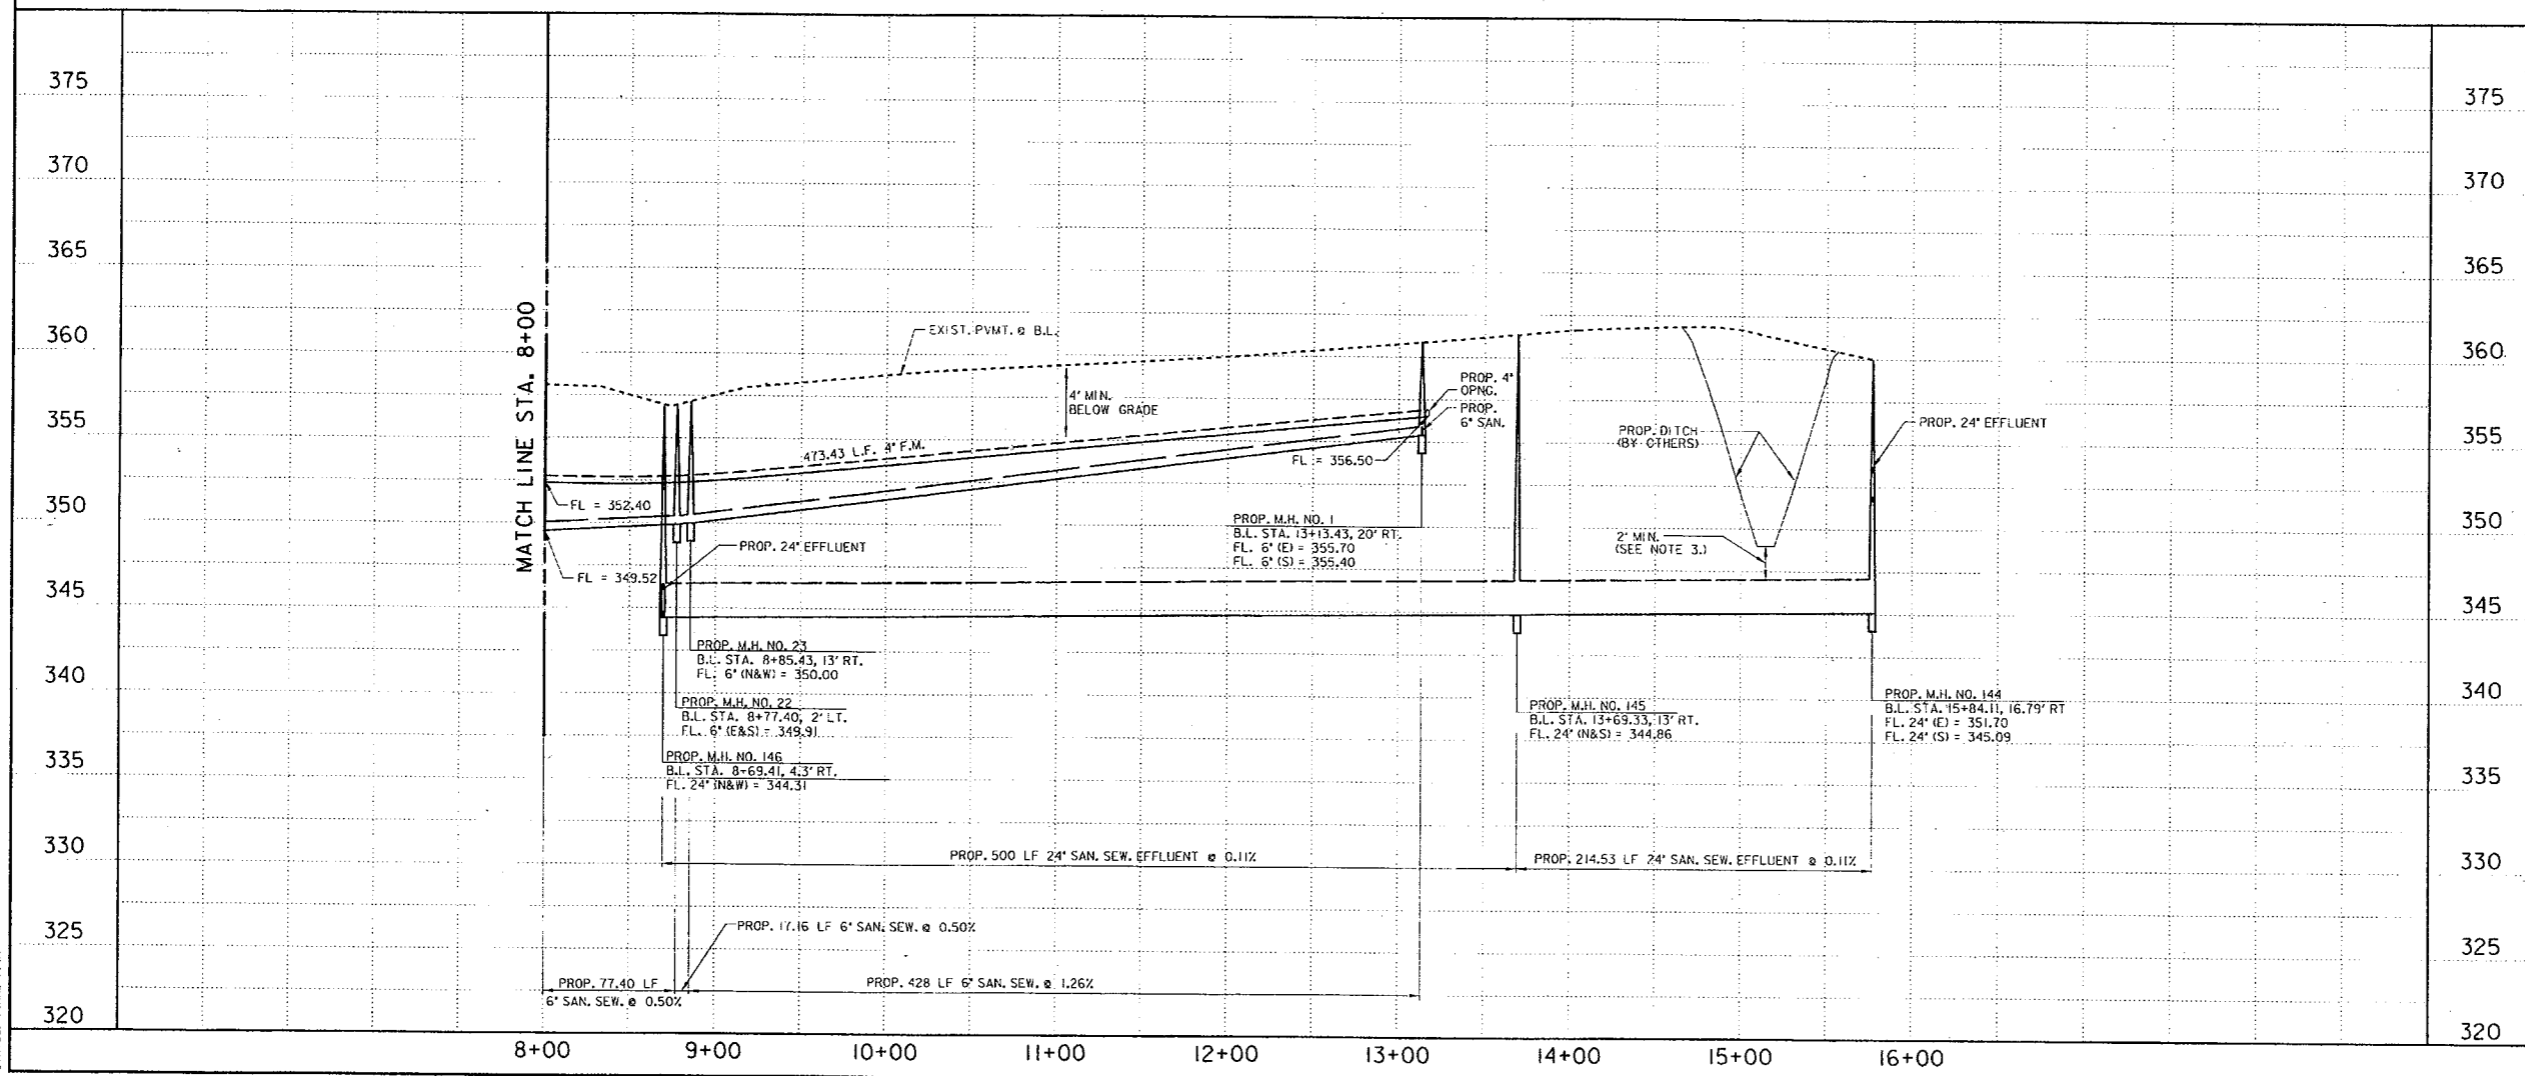 375
370
365
360
355
350
345
340
335
330
325
320
375
370
365
360
355
350
345
340
335
330
325
320
MATCH LINE STA. 8+00
EXIST. PVMT. @ B.L.
4' MIN.
BELOW GRADE
473.43 L.F. 4" F.M.
PROP. 4"
OPNG.
PROP.
6" SAN.
FL = 356.50
FL = 352.40
FL = 349.52
PROP. 24" EFFLUENT
PROP. M.H. NO. 1
B.L. STA. 13+13.43, 20' RT.
FL. 6" (E) = 355.70
FL. 6" (S) = 355.40
PROP. DITCH
(BY OTHERS)
2' MIN.
(SEE NOTE 3.)
PROP. 24" EFFLUENT
PROP. M.H. NO. 23
B.L. STA. 8+85.43, 13' RT.
FL. 6" (N&W) = 350.00
PROP. M.H. NO. 22
B.L. STA. 8+77.40, 2' LT.
FL. 6" (E&S) = 349.91
PROP. M.H. NO. 146
B.L. STA. 8+69.41, 4.3' RT.
FL. 24" (N&W) = 344.31
PROP. M.H. NO. 145
B.L. STA. 13+69.33, 13' RT.
FL. 24" (N&S) = 344.86
PROP. M.H. NO. 144
B.L. STA. 15+84.11, 16.79' RT
FL. 24" (E) = 351.70
FL. 24" (S) = 345.09
PROP. 500 LF 24" SAN. SEW. EFFLUENT @ 0.11%
PROP. 214.53 LF 24" SAN. SEW. EFFLUENT @ 0.11%
PROP. 17.16 LF 6" SAN. SEW. @ 0.50%
PROP. 77.40 LF
6" SAN. SEW. @ 0.50%
PROP. 428 LF 6" SAN. SEW. @ 1.26%
8+00 9+00 10+00 11+00 12+00 13+00 14+00 15+00 16+00